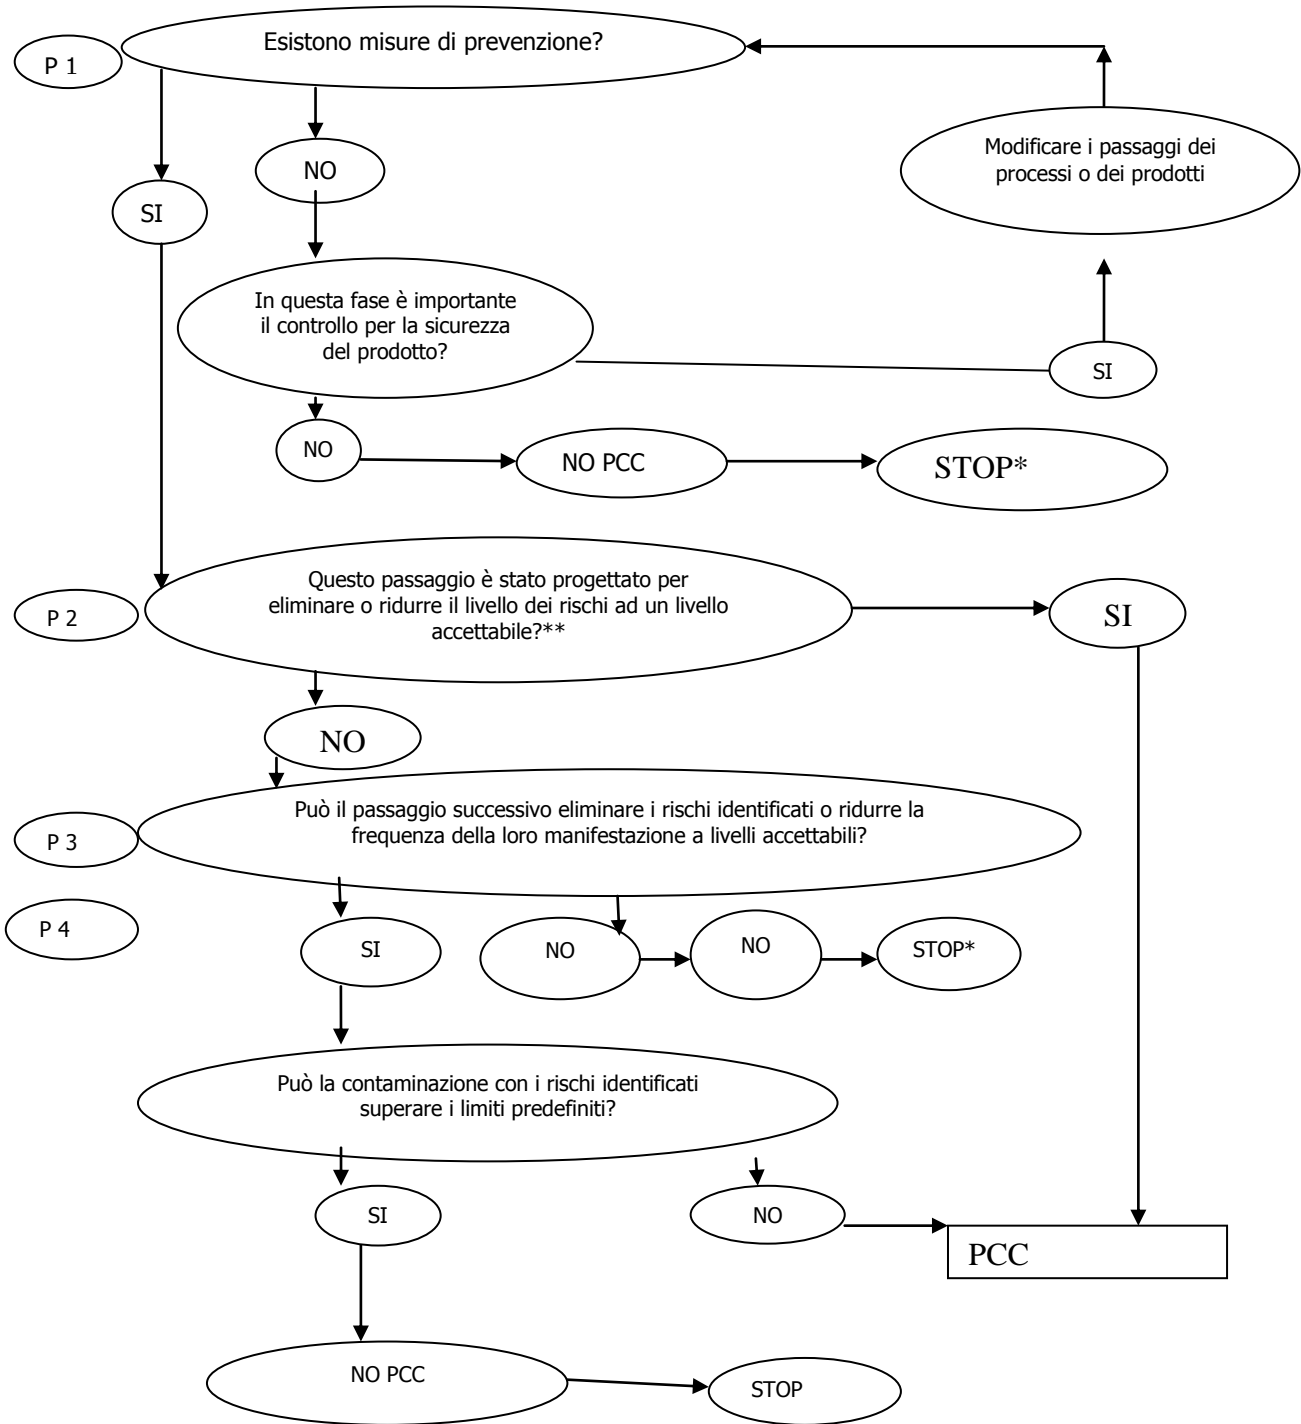 Esistono misure di prevenzione?
P 1
Modificare i passaggi dei
processi o dei prodotti
NO
SI
In questa fase è importante
il controllo per la sicurezza
del prodotto?
SI
NO
NO PCC
STOP*
Questo passaggio è stato progettato per
eliminare o ridurre il livello dei rischi ad un livello
accettabile?**
P 2
SI
NO
Può il passaggio successivo eliminare i rischi identificati o ridurre la
frequenza della loro manifestazione a livelli accettabili?
P 3
P 4
SI
NO
NO
STOP*
Può la contaminazione con i rischi identificati
superare i limiti predefiniti?
SI
NO
PCC
NO PCC
STOP